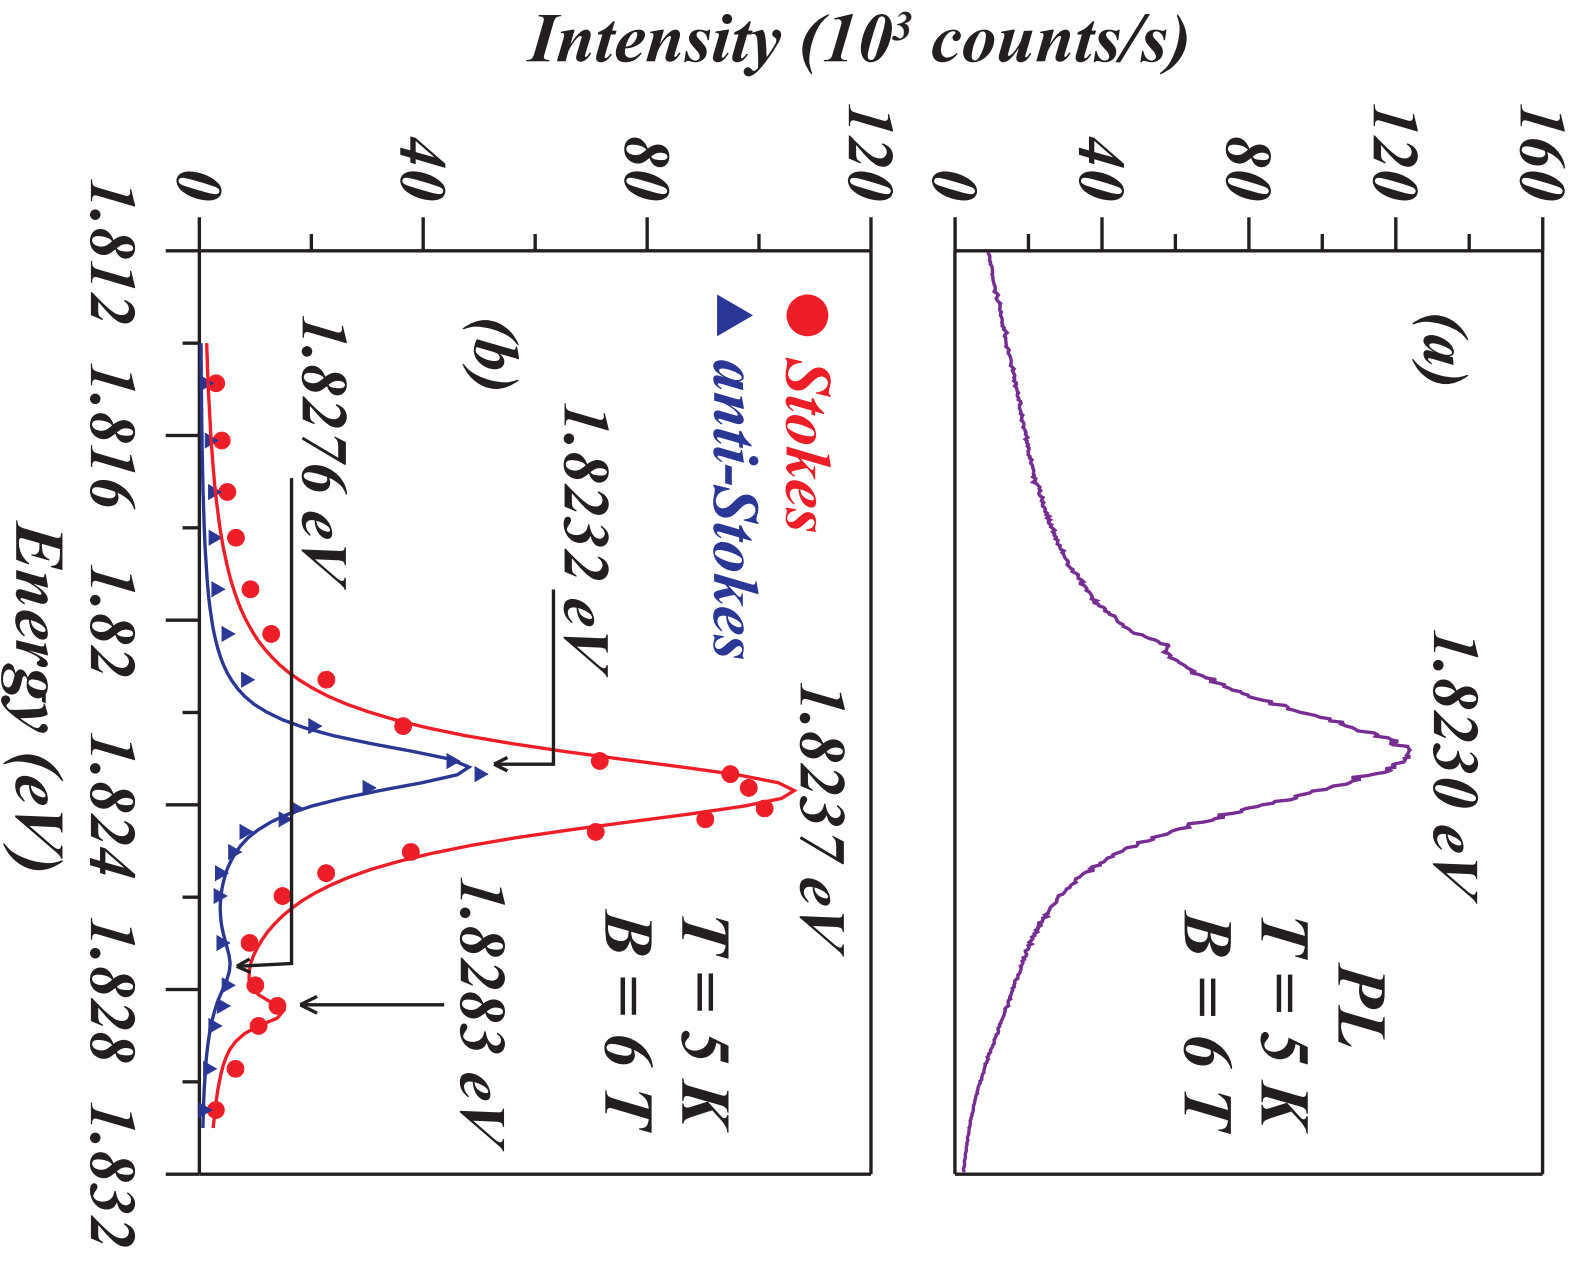 Intensity (10³ counts/s)
160
120
80
40
0
(a)
1.8230 eV
PL
T = 5 K
B = 6 T
120
80
40
0
Stokes
anti-Stokes
(b)
1.8237 eV
1.8232 eV
1.8276 eV
1.8283 eV
T = 5 K
B = 6 T
1.812 1.816 1.82 1.824 1.828 1.832
Energy (eV)